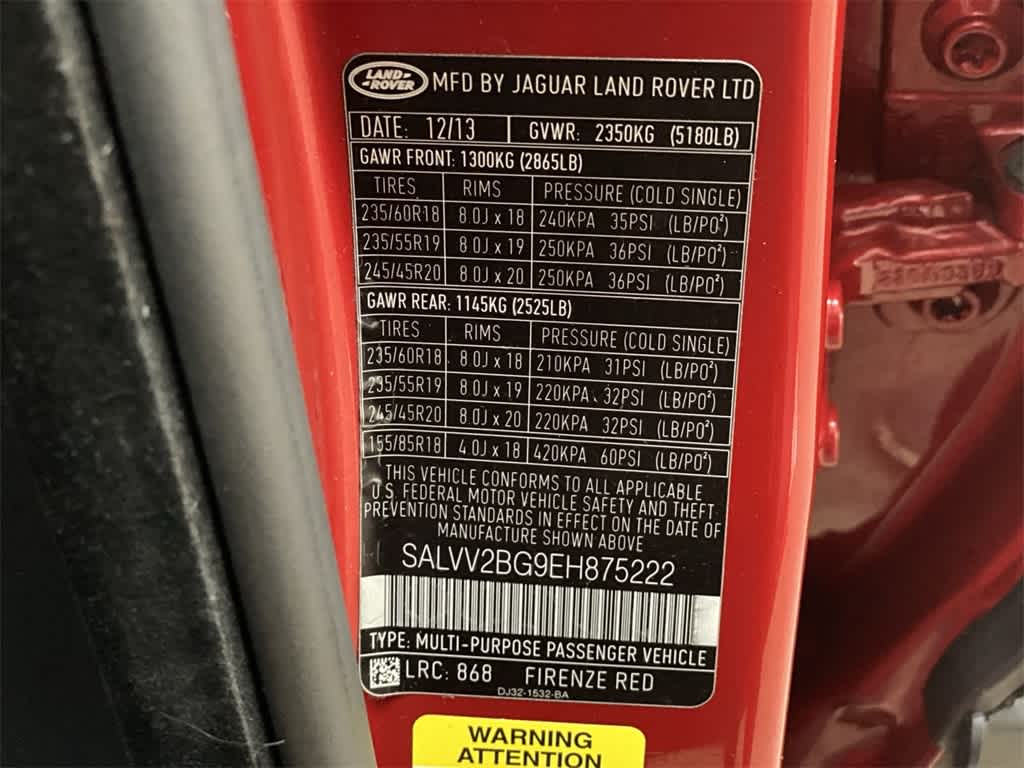 LAND-ROVER MFD BY JAGUAR LAND ROVER LTD
DATE: 12/13 GVWR: 2350KG (5180LB)
GAWR FRONT: 1300KG (2865LB)
TIRES RIMS PRESSURE (COLD SINGLE)
235/60R18 8.0J x 18 240KPA 35PSI (LB/PO²)
235/55R19 8.0J x 19 250KPA 36PSI (LB/PO²)
245/45R20 8.0J x 20 250KPA 36PSI (LB/PO²)
GAWR REAR: 1145KG (2525LB)
TIRES RIMS PRESSURE (COLD SINGLE)
235/60R18 8.0J x 18 210KPA 31PSI (LB/PO²)
235/55R19 8.0J x 19 220KPA 32PSI (LB/PO²)
245/45R20 8.0J x 20 220KPA 32PSI (LB/PO²)
155/85R18 4.0J x 18 420KPA 60PSI (LB/PO²)
THIS VEHICLE CONFORMS TO ALL APPLICABLE
U.S. FEDERAL MOTOR VEHICLE SAFETY AND THEFT
PREVENTION STANDARDS IN EFFECT ON THE DATE OF
MANUFACTURE SHOWN ABOVE
SALVV2BG9EH875222
TYPE: MULTI-PURPOSE PASSENGER VEHICLE
LRC: 868 FIRENZE RED
DJ32-1532-BA
WARNING
ATTENTION